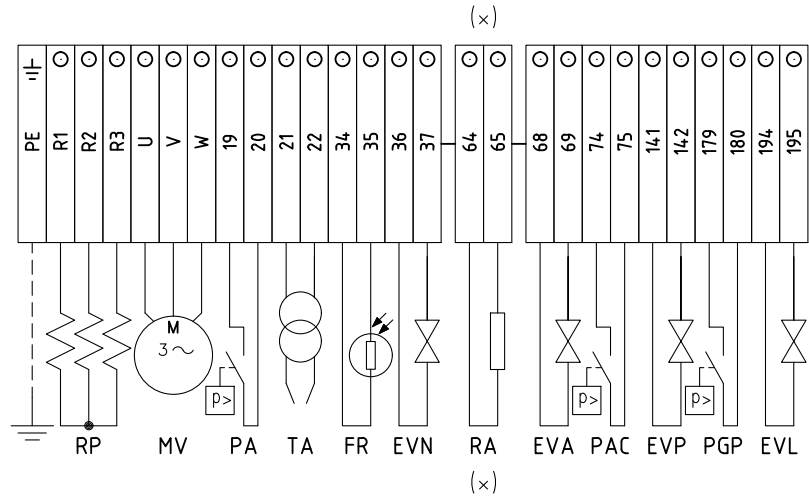 (x)
PE R1 R2 R3 U V W 19 20 21 22 34 35 36 37 64 65 68 69 74 75 141 142 179 180 194 195
M
3~
p> p> p>
RP MV PA TA FR EVN RA EVA PAC EVP PGP EVL
(x)